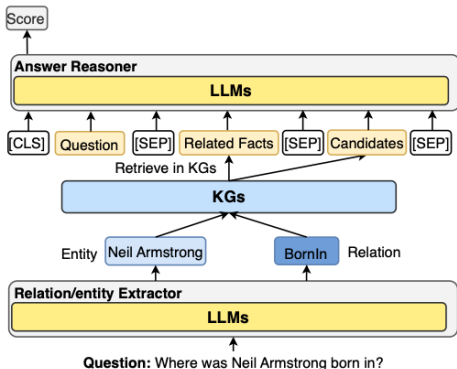 Score
Answer Reasoner
LLMs
[CLS] Question [SEP] Related Facts [SEP] Candidates [SEP]
Retrieve in KGs
KGs
Entity Neil Armstrong BornIn Relation
Relation/entity Extractor
LLMs
Question: Where was Neil Armstrong born in?